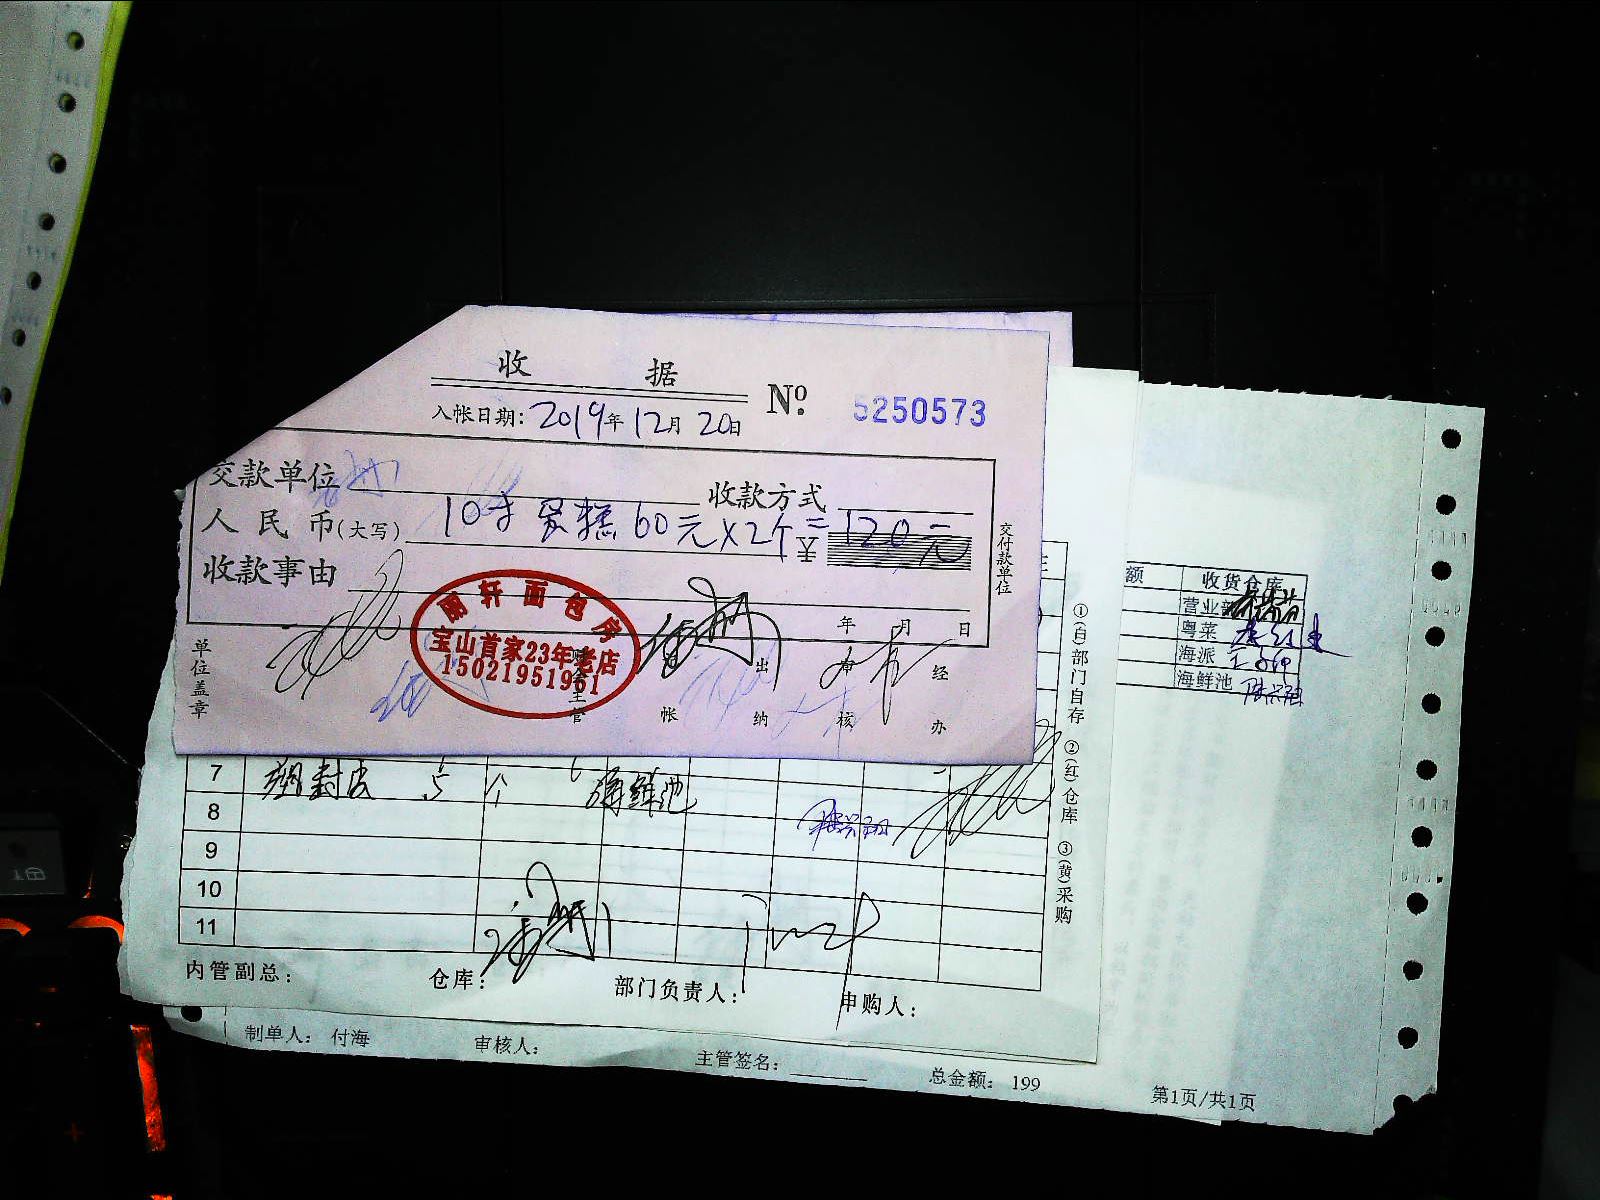 收 据
入帐日期: 2019年 12月 20日
№ 5250573
交款单位
收款方式
人民币(大写) 10寸蛋糕60元×2个=¥120元
收款事由
年 月 日
交付款单位
丽轩面包房
宝山首家23年老店
15021951961
单位盖章
主管
帐
出纳
审核
经办
①(白)部门自存 ②(红)仓库 ③(黄)采购
额 收货仓库
营业部
粤菜
海派
海鲜池
7 塑封皮 5 个 海鲜池
8
9
10
11
内管副总:
仓库:
部门负责人:
申购人:
制单人: 付海
审核人:
主管签名:
总金额: 199
第1页/共1页